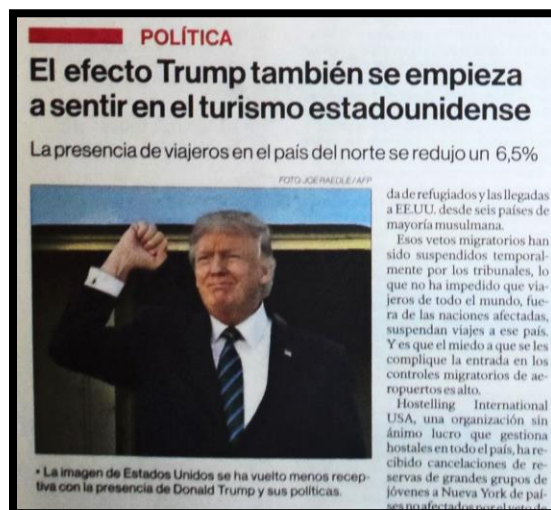 POLÍTICA
El efecto Trump también se empieza
a sentir en el turismo estadounidense
La presencia de viajeros en el país del norte se redujo un 6,5%
FOTO JOE RAEDLE/AFP
• La imagen de Estados Unidos se ha vuelto menos recep-
tiva con la presencia de Donald Trump y sus políticas.
da de refugiados y las llegadas
a EE.UU. desde seis países de
mayoría musulmana.
Esos vetos migratorios han
sido suspendidos temporal-
mente por los tribunales, lo
que no ha impedido que via-
jeros de todo el mundo, fue-
ra de las naciones afectadas,
suspendan viajes a ese país.
Y es que el miedo a que se les
complique la entrada en los
controles migratorios de ae-
ropuertos es alto.
Hostelling International
USA, una organización sin
ánimo lucro que gestiona
hostales en todo el país, ha re-
cibido cancelaciones de re-
servas de grandes grupos de
jóvenes a Nueva York de paí-
ses no afectados por el veto de